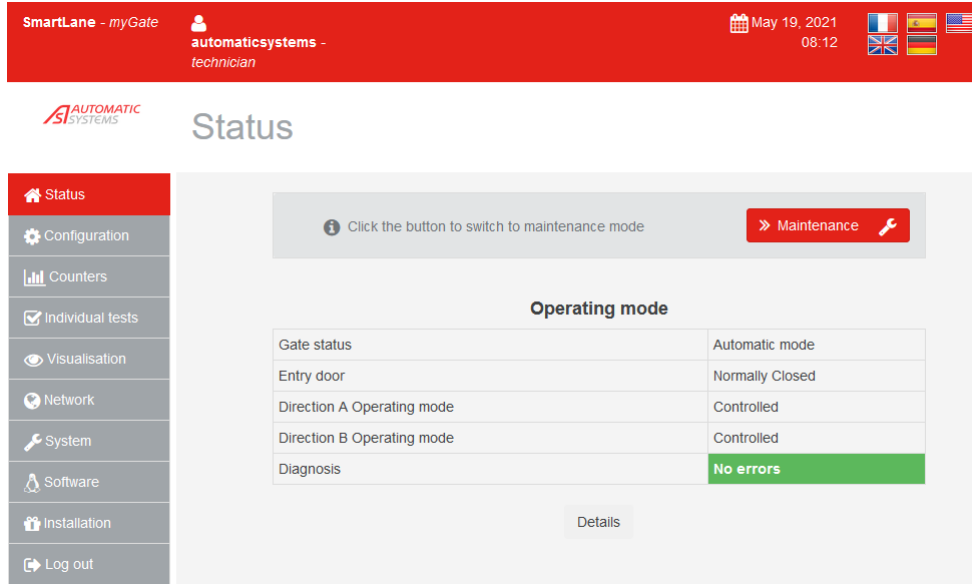 SmartLane - myGate
automaticsystems -
technician
May 19, 2021
08:12
AUTOMATIC
SYSTEMS
Status
Status
Configuration
Counters
Individual tests
Visualisation
Network
System
Software
Installation
Log out
Click the button to switch to maintenance mode
Maintenance
Operating mode
Gate status Automatic mode
Entry door Normally Closed
Direction A Operating mode Controlled
Direction B Operating mode Controlled
Diagnosis No errors
Details